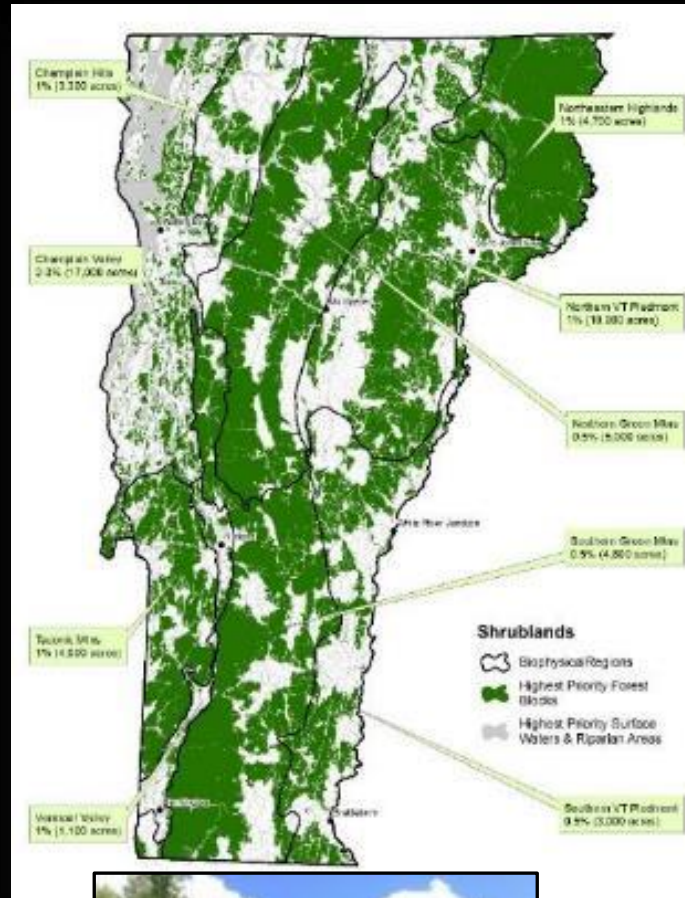 Champlain Hills
1% (3,300 acres)
Northeastern Highlands
1% (4,700 acres)
Champlain Valley
(17,000 acres)
Northern VT Piedmont
1% (10,000 acres)
Northern Green Mtns
0.5% (5,000 acres)
White River Junction
Southern Green Mtns
0.5% (4,800 acres)
Taconic Mtns
1% (4,000 acres)
Shrublands
Biophysical Regions
Highest Priority Forest
Blocks
Highest Priority Surface
Waters & Riparian Areas
Vermont Valley
1% (1,100 acres)
Brattleboro
Southern VT Piedmont
0.5% (3,000 acres)